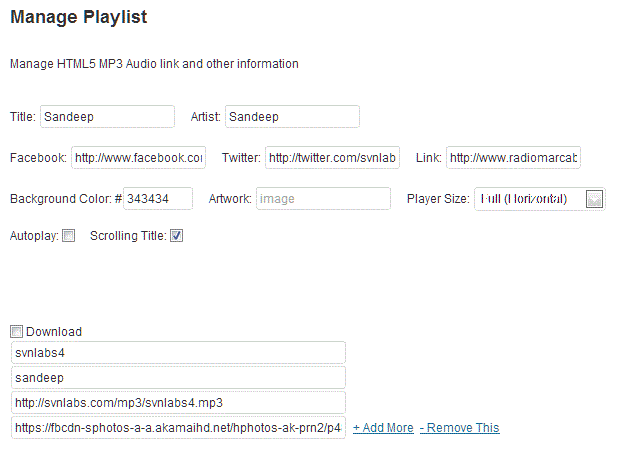 Manage Playlist
Manage HTML5 MP3 Audio link and other information
Title: Sandeep Artist: Sandeep
Facebook: http://www.facebook.co Twitter: http://twitter.com/svnlab Link: http://www.radiomarcab
Background Color: # 343434 Artwork: image Player Size: Full (Horizontal)
Autoplay: Scrolling Title:
Download
svnlabs4
sandeep
http://svnlabs.com/mp3/svnlabs4.mp3
https://fbcdn-sphotos-a-a.akamaihd.net/hphotos-ak-prn2/p4 + Add More - Remove This